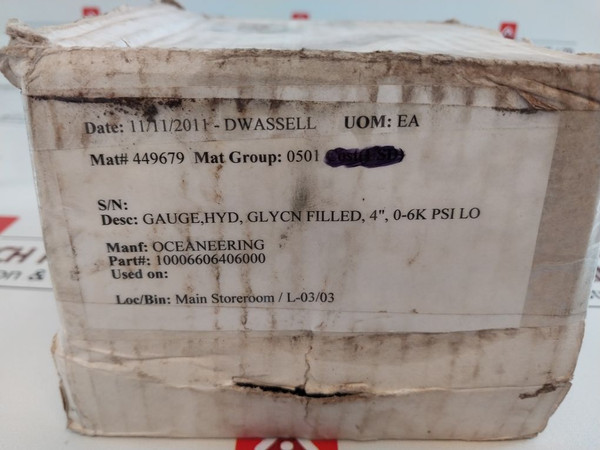 Date: 11/11/2011 - DWASSELL UOM: EA
Mat# 449679 Mat Group: 0501
S/N:
Desc: GAUGE,HYD, GLYCN FILLED, 4", 0-6K PSI LO
Manf: OCEANEERING
Part#: 10006606406000
Used on:
Loc/Bin: Main Storeroom / L-03/03